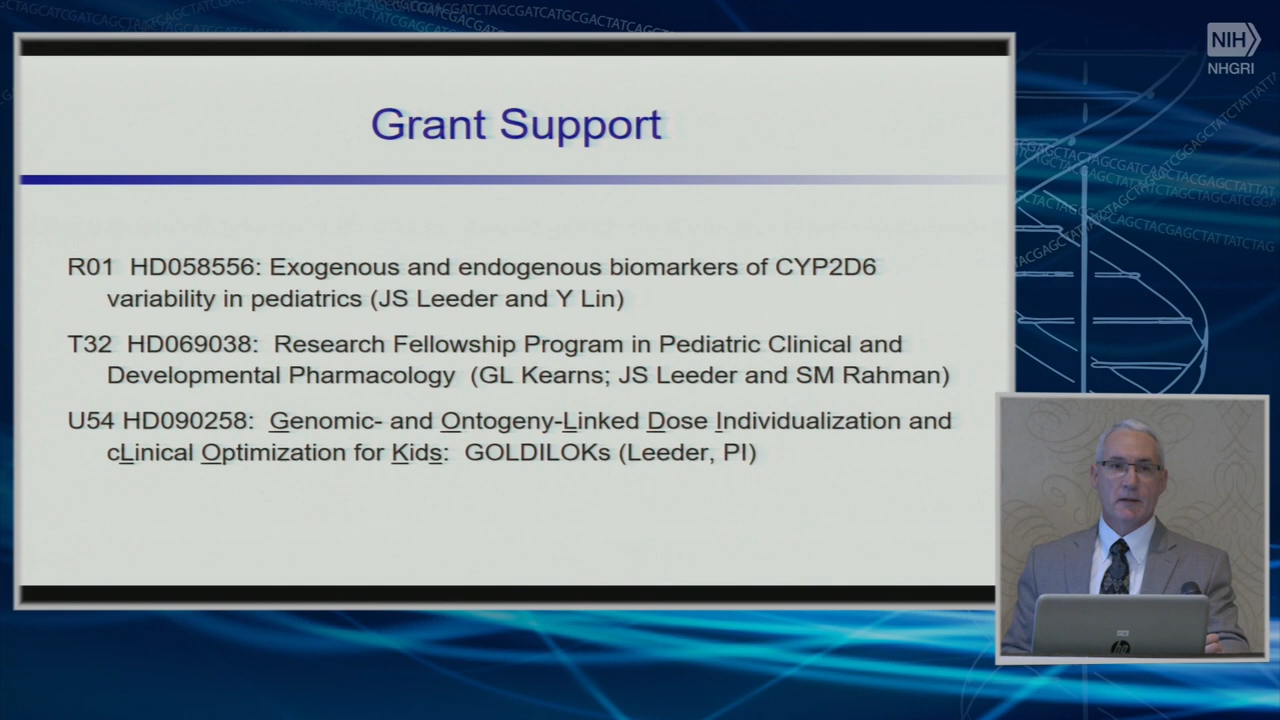 NIH
NHGRI
Grant Support
R01 HD058556: Exogenous and endogenous biomarkers of CYP2D6
variability in pediatrics (JS Leeder and Y Lin)
T32 HD069038: Research Fellowship Program in Pediatric Clinical and
Developmental Pharmacology (GL Kearns; JS Leeder and SM Rahman)
U54 HD090258: Genomic- and Ontogeny-Linked Dose Individualization and
cLinical Optimization for Kids: GOLDILOKs (Leeder, PI)
hp